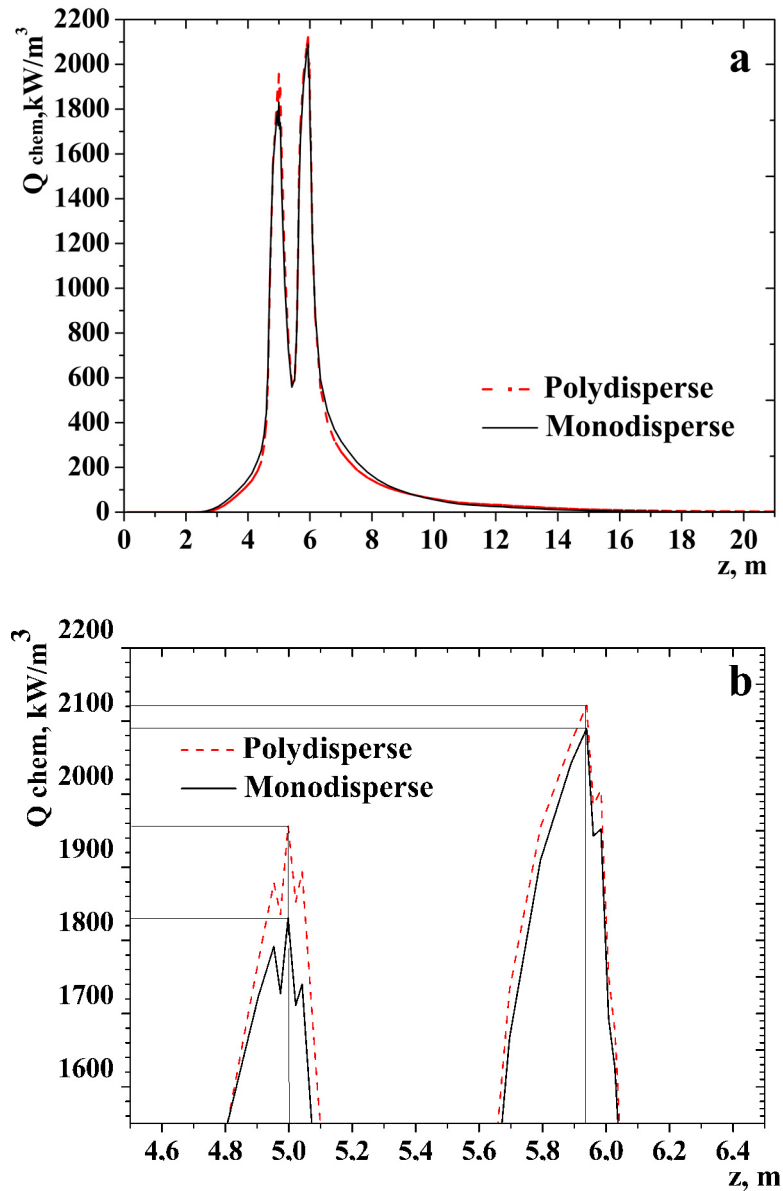 2200
2000
1800
1600
1400
1200
1000
800
600
400
200
0
Q chem,kW/m³
a
Polydisperse
Monodisperse
0 2 4 6 8 10 12 14 16 18 20
z, m
2200
2100
2000
1900
1800
1700
1600
Q chem, kW/m³
b
Polydisperse
Monodisperse
4,6 4,8 5,0 5,2 5,4 5,6 5,8 6,0 6,2 6,4
z, m